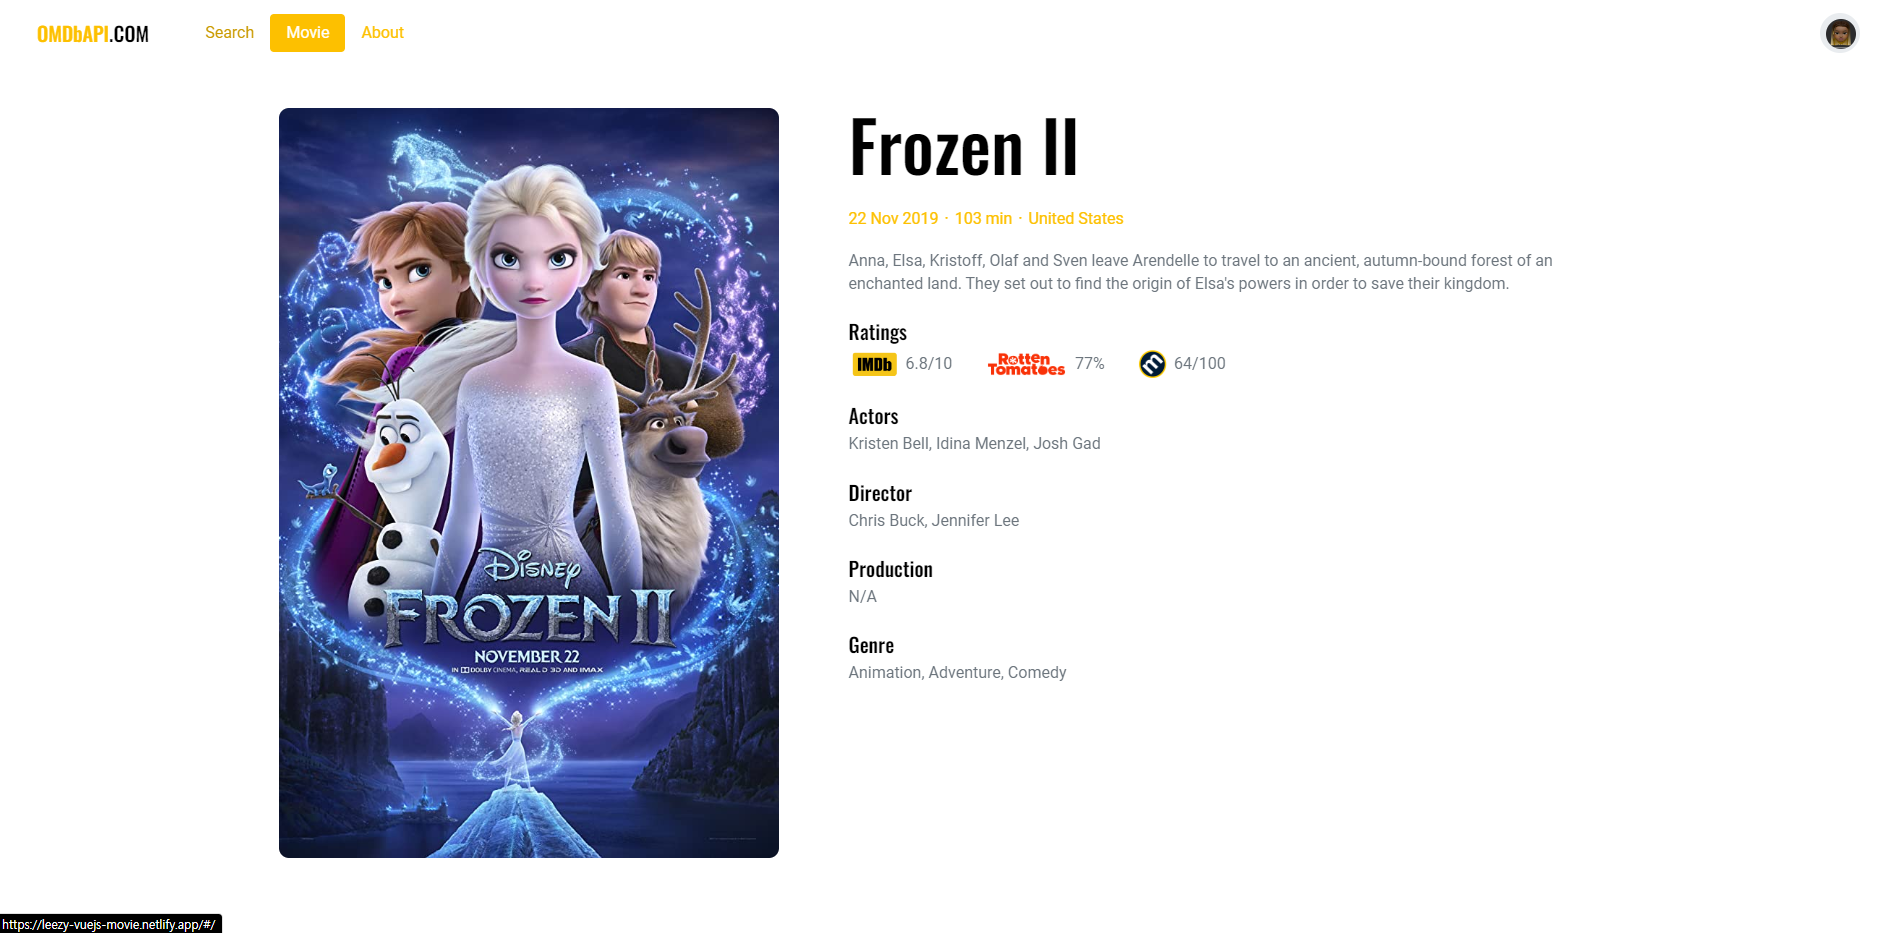 OMDbAPI.COM
Search
Movie
About
Frozen II
22 Nov 2019 · 103 min · United States
Anna, Elsa, Kristoff, Olaf and Sven leave Arendelle to travel to an ancient, autumn-bound forest of an
enchanted land. They set out to find the origin of Elsa's powers in order to save their kingdom.
Ratings
IMDb 6.8/10
Rotten
Tomatoes 77%
m 64/100
Actors
Kristen Bell, Idina Menzel, Josh Gad
Director
Chris Buck, Jennifer Lee
Production
N/A
Genre
Animation, Adventure, Comedy
DISNEY
FROZEN II
NOVEMBER 22
IN DOLBY CINEMA, REAL D 3D AND IMAX
https://leezy-vuejs-movie.netlify.app/#/